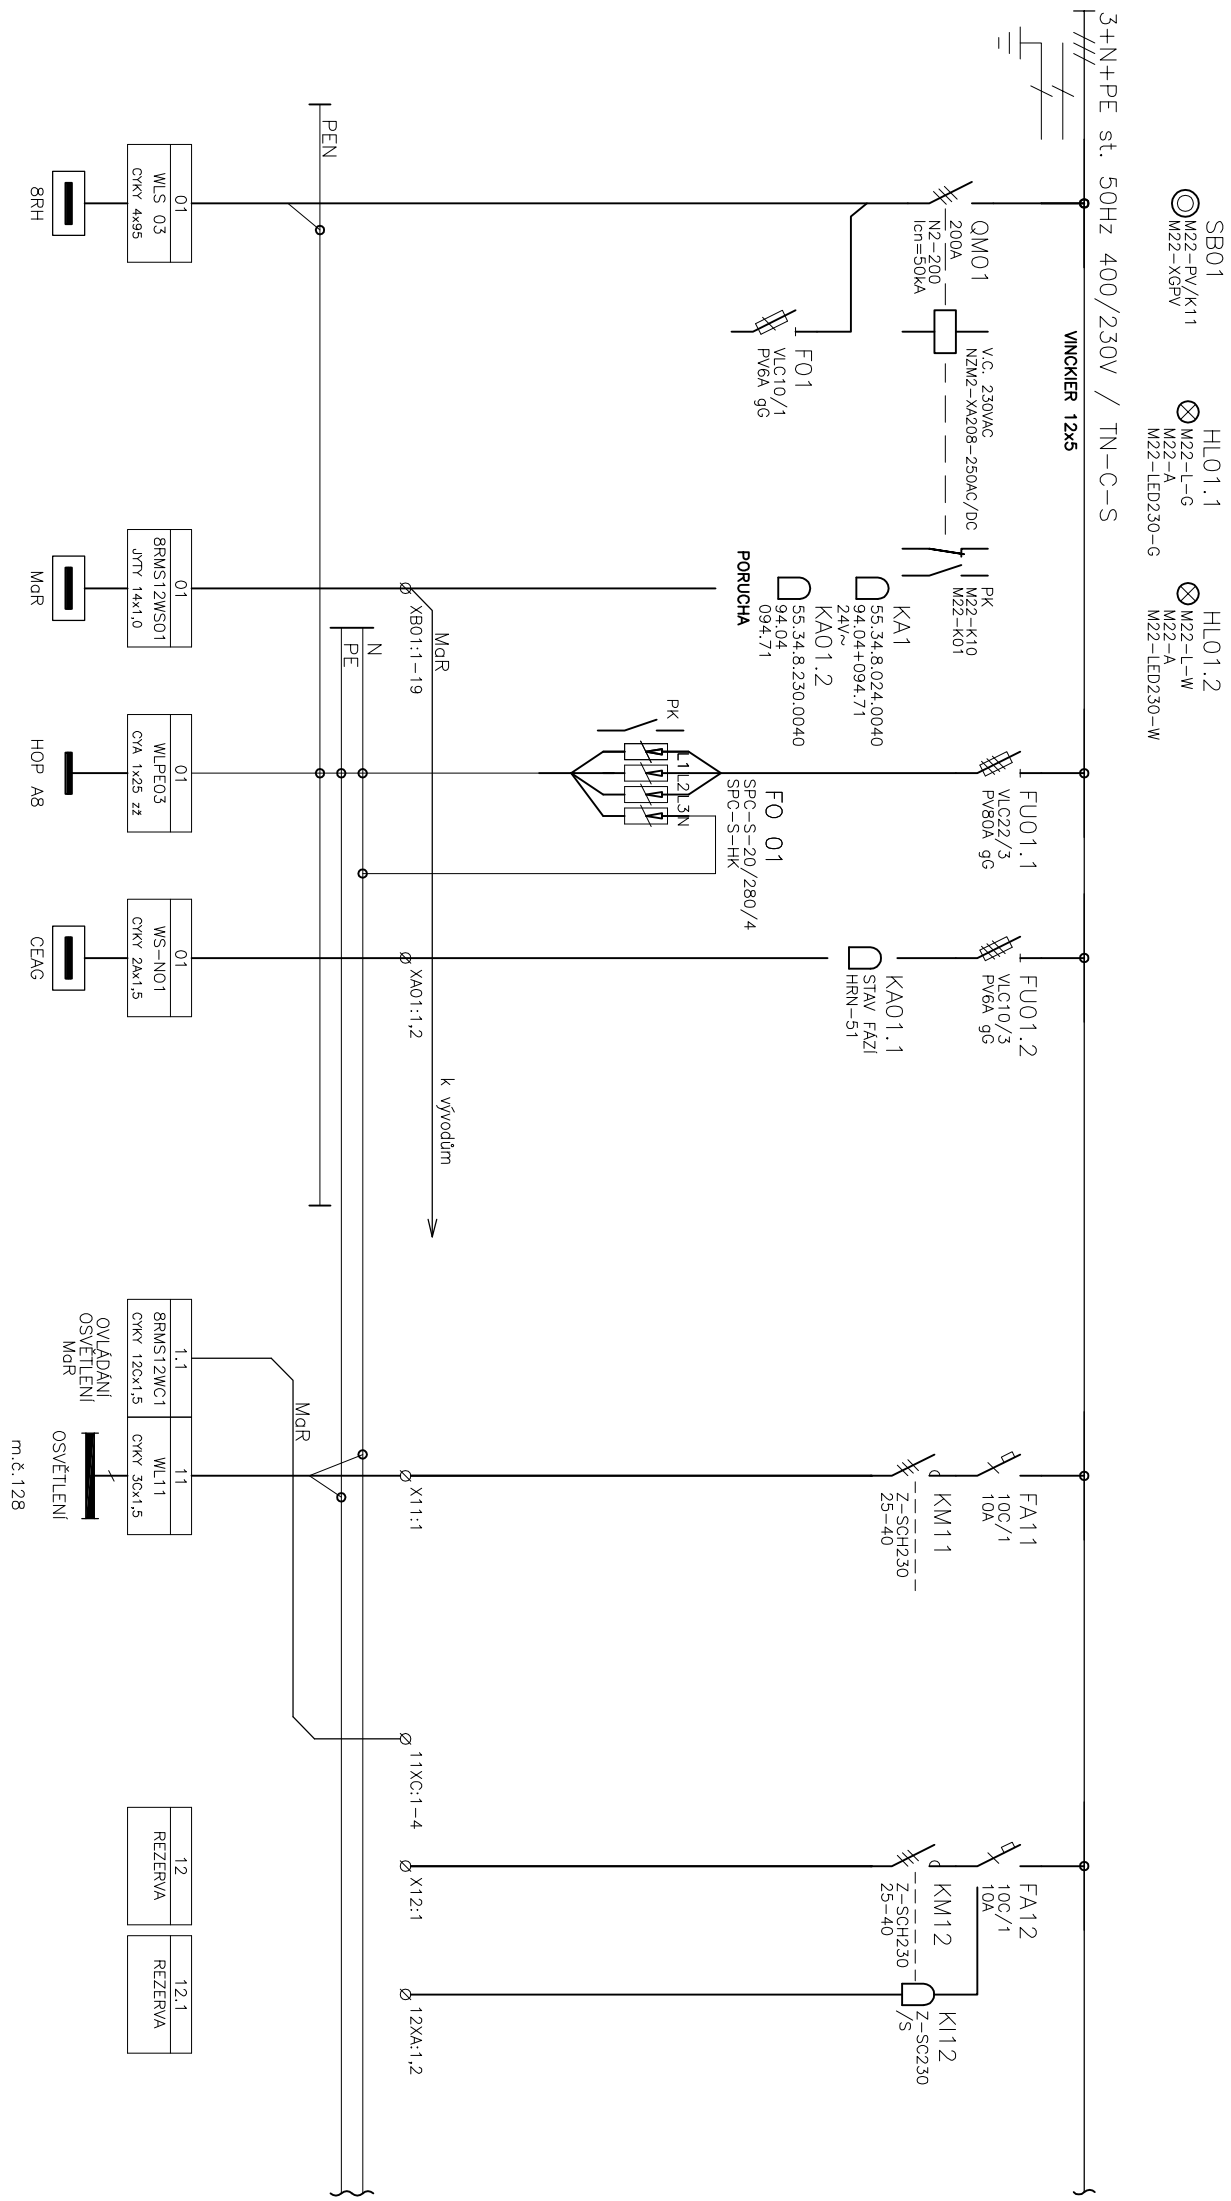 SB01
M22-PV/K11
M22-XGPV
HL01.1
M22-L-G
M22-A
M22-LED230-G
HL01.2
M22-L-W
M22-A
M22-LED230-W
3+N+PE st. 50Hz 400/230V / TN-C-S
VINCKIER 12x5
QM01
200A
N2-200
Icn=50kA
V.C. 230VAC
NZM2-XA208-250AC/DC
PK
M22-K10
M22-K01
F01
VLC10/1
PV6A gG
KA1
55.34.8.024.0040
94.04+094.71
24V~
KA01.2
55.34.8.230.0040
94.04
094.71
PORUCHA
FU01.1
VLC22/3
PV80A gG
FU01.2
VLC10/3
PV6A gG
KA01.1
STAV FÁZÍ
HRN-51
FO 01
SPC-S-20/280/4
SPC-S-HK
PK
L1
L2
L3
N
FA11
10C/1
10A
KM11
Z-SCH230
25-40
FA12
10C/1
10A
KM12
Z-SCH230
25-40
KI12
Z-SC230
/S
MaR
k vývodům
XB01:1-19
XA01:1,2
X11:1
11XC:1-4
X12:1
12XA:1,2
N
PE
PEN
MaR
01
WLS 03
CYKY 4x95
8RH
01
8RMS12WS01
JYTY 14x1,0
MaR
01
WLPE03
CYA 1x25 zž
HOP A8
01
WS-N01
CYKY 2Ax1,5
CEAG
1.1
8RMS12WC1
CYKY 12Cx1,5
OVLÁDÁNÍ
OSVĚTLENÍ
MaR
11
WL11
CYKY 3Cx1,5
OSVĚTLENÍ
m.č.128
12
REZERVA
12.1
REZERVA